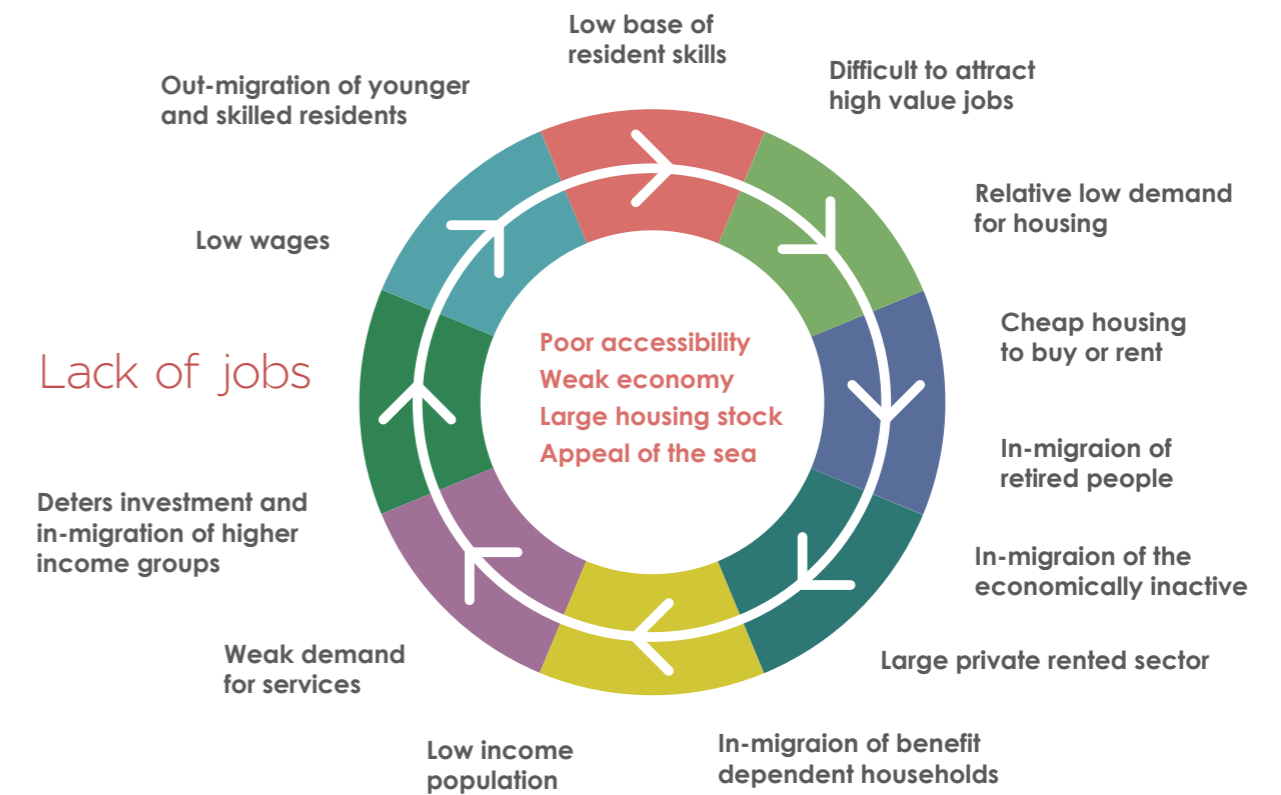 Low base of
resident skills
Difficult to attract
high value jobs
Relative low demand
for housing
Cheap housing
to buy or rent
In-migraion of
retired people
In-migraion of the
economically inactive
Large private rented sector
In-migraion of benefit
dependent households
Low income
population
Weak demand
for services
Deters investment and
in-migration of higher
income groups
Lack of jobs
Low wages
Out-migration of younger
and skilled residents
Poor accessibility
Weak economy
Large housing stock
Appeal of the sea